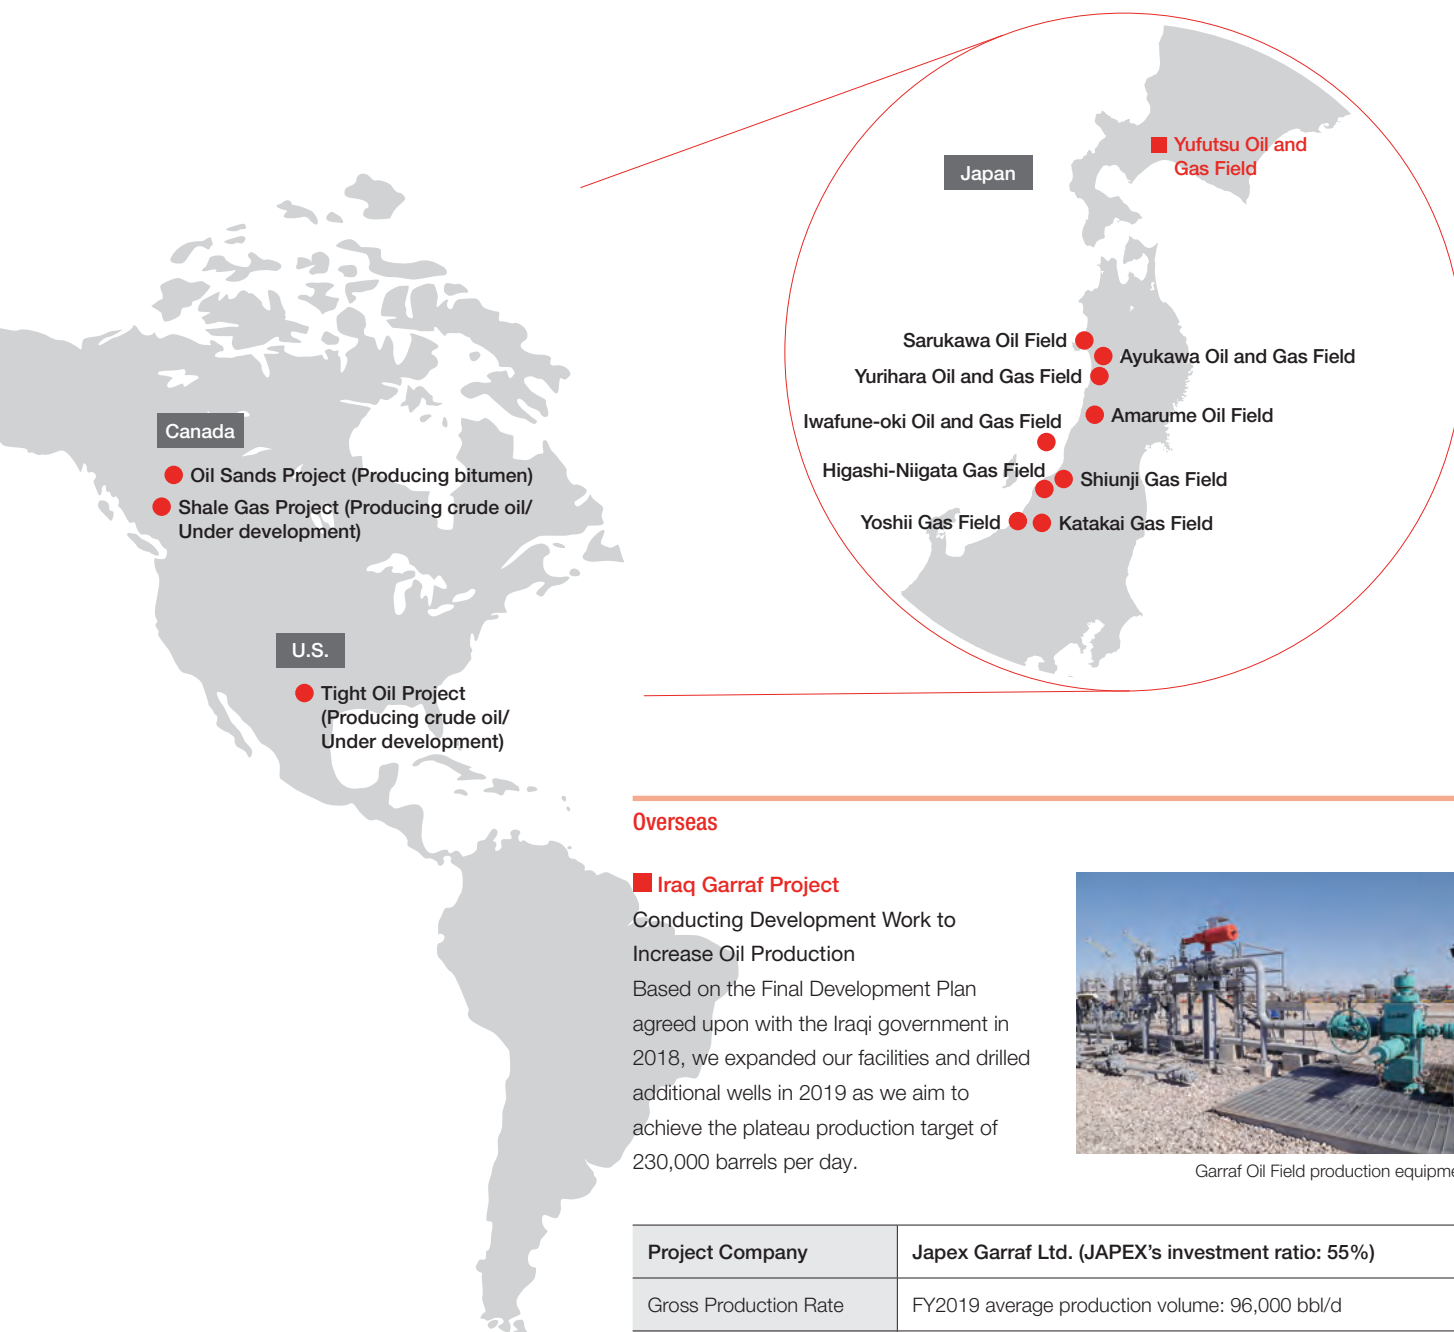 Japan
Yufutsu Oil and
Gas Field
Sarukawa Oil Field
Ayukawa Oil and Gas Field
Yurihara Oil and Gas Field
Amarume Oil Field
Iwafune-oki Oil and Gas Field
Higashi-Niigata Gas Field
Shiunji Gas Field
Yoshii Gas Field
Katakai Gas Field
Canada
Oil Sands Project (Producing bitumen)
Shale Gas Project (Producing crude oil/
Under development)
U.S.
Tight Oil Project
(Producing crude oil/
Under development)
Overseas
Iraq Garraf Project
Conducting Development Work to
Increase Oil Production
Based on the Final Development Plan
agreed upon with the Iraqi government in
2018, we expanded our facilities and drilled
additional wells in 2019 as we aim to
achieve the plateau production target of
230,000 barrels per day.
Garraf Oil Field production equipme
Project Company
Japex Garraf Ltd. (JAPEX’s investment ratio: 55%)
Gross Production Rate
FY2019 average production volume: 96,000 bbl/d